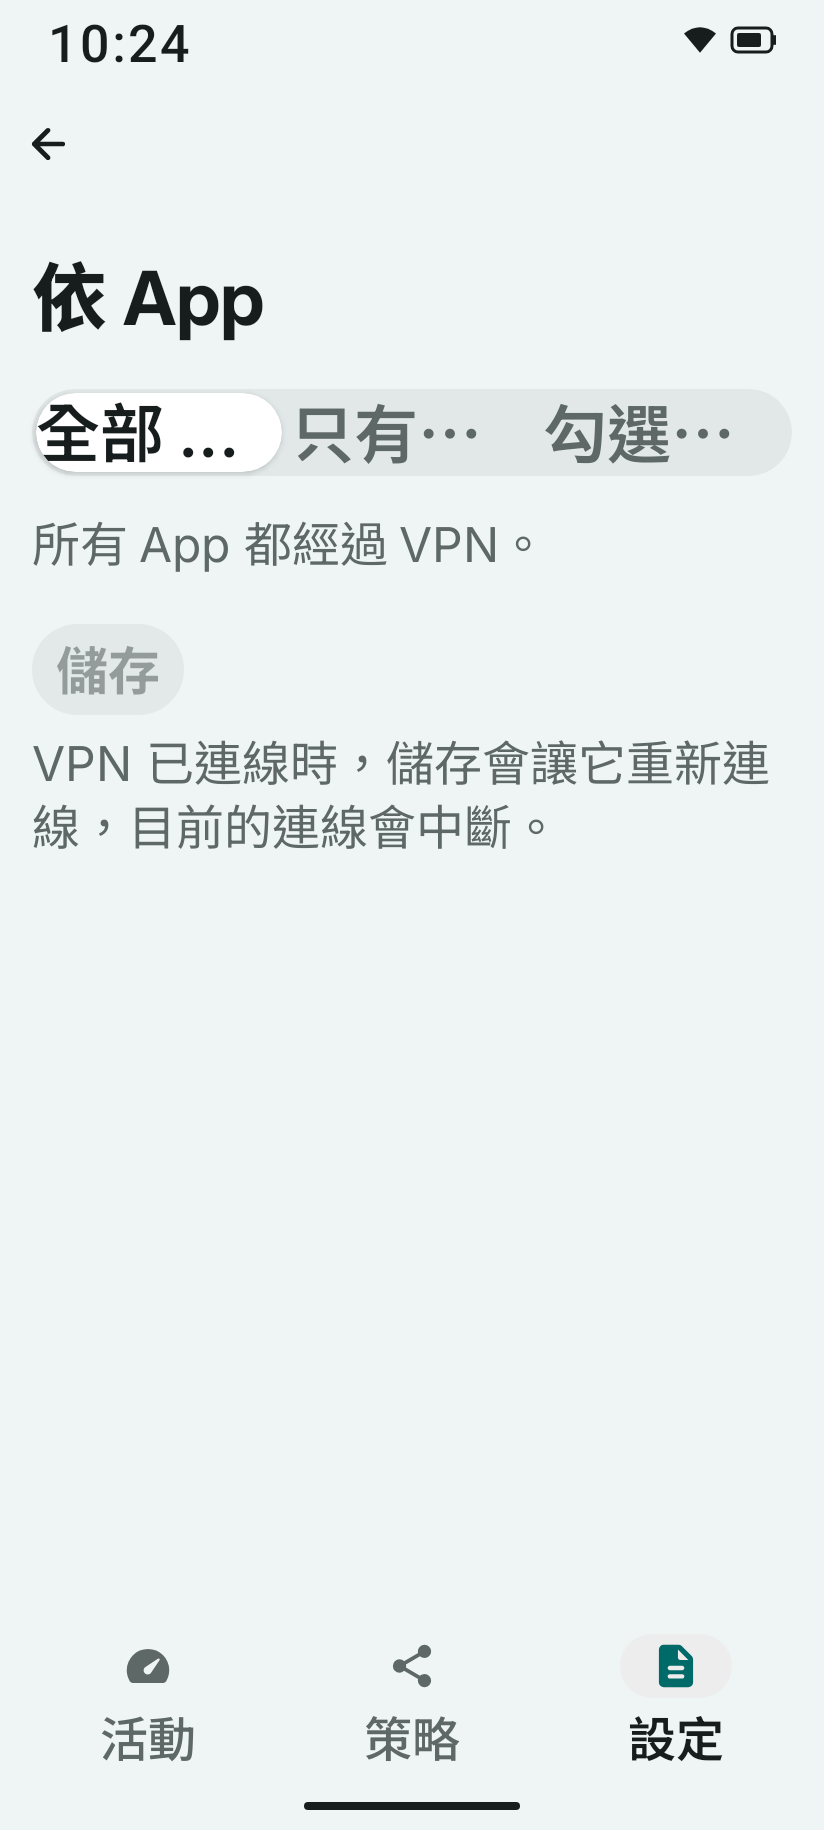 10:24
依 App
全部 ...
只有…
勾選…
所有 App 都經過 VPN。
儲存
VPN 已連線時，儲存會讓它重新連
線，目前的連線會中斷。
活動
策略
設定